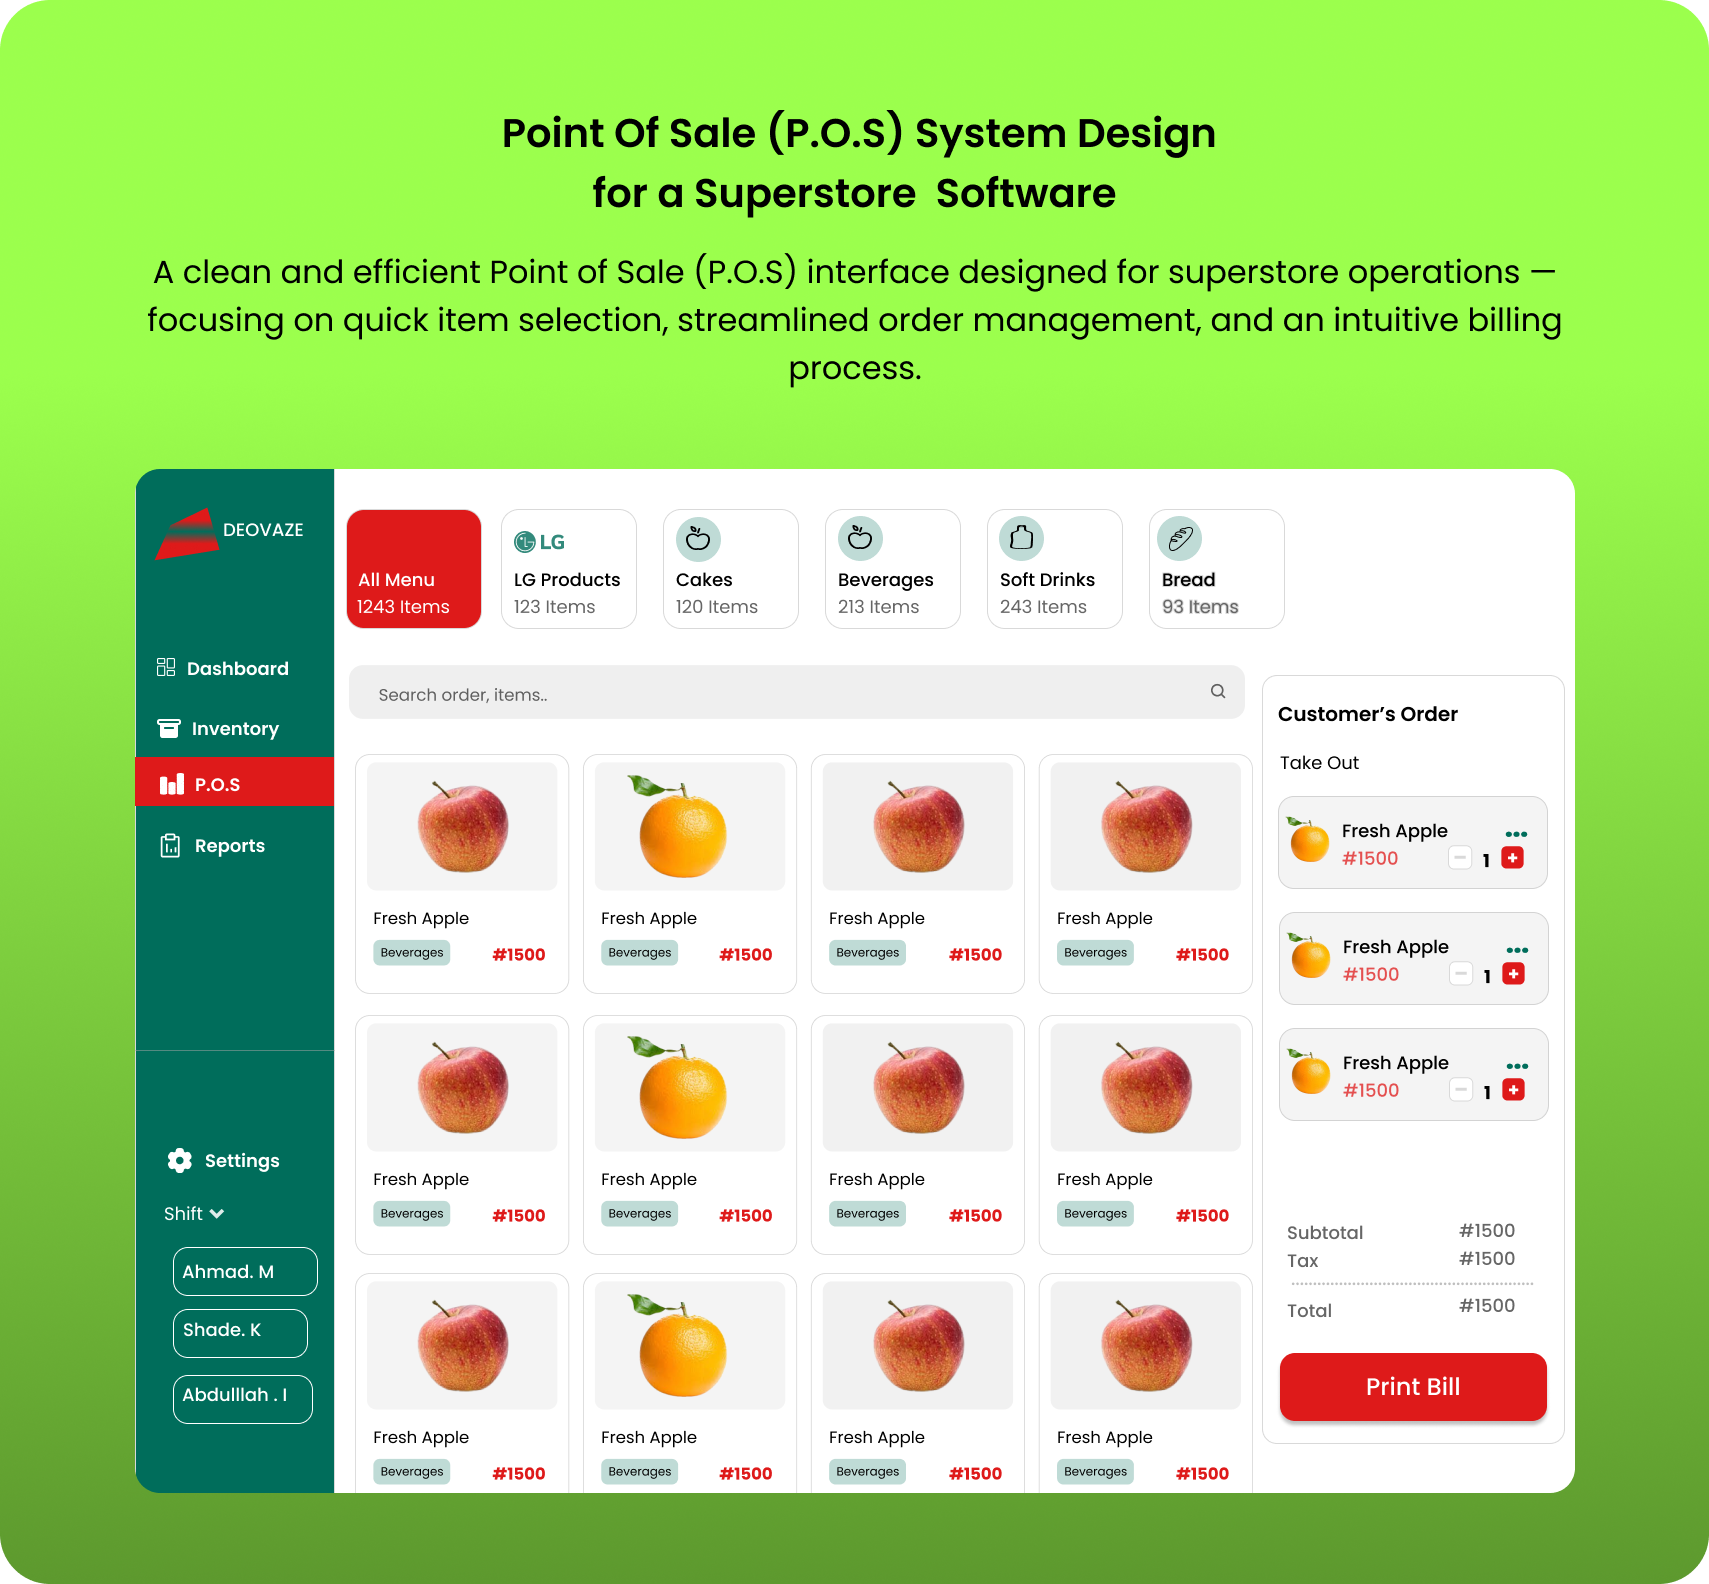 Point Of Sale (P.O.S) System Design
for a Superstore Software
A clean and efficient Point of Sale (P.O.S) interface designed for superstore operations —
focusing on quick item selection, streamlined order management, and an intuitive billing
process.
DEOVAZE
Dashboard
Inventory
P.O.S
Reports
Settings
Shift
Ahmad. M
Shade. K
Abdulllah . I
All Menu
1243 Items
LG
LG Products
123 Items
Cakes
120 Items
Beverages
213 Items
Soft Drinks
243 Items
Bread
93 Items
Search order, items..
Fresh Apple
Beverages #1500
Fresh Apple
Beverages #1500
Fresh Apple
Beverages #1500
Fresh Apple
Beverages #1500
Fresh Apple
Beverages #1500
Fresh Apple
Beverages #1500
Fresh Apple
Beverages #1500
Fresh Apple
Beverages #1500
Fresh Apple
Beverages #1500
Fresh Apple
Beverages #1500
Fresh Apple
Beverages #1500
Fresh Apple
Beverages #1500
Customer’s Order
Take Out
Fresh Apple
#1500 1
Fresh Apple
#1500 1
Fresh Apple
#1500 1
Subtotal #1500
Tax #1500
Total #1500
Print Bill